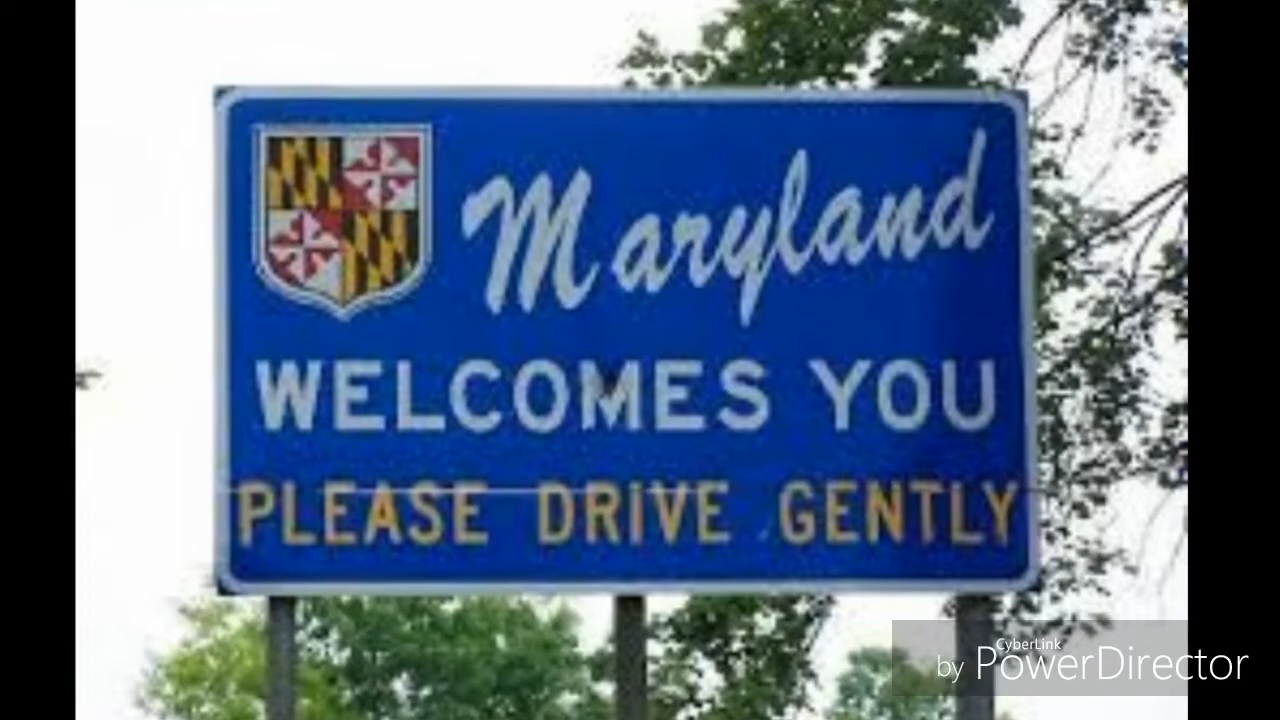 Maryland
WELCOMES YOU
PLEASE DRIVE GENTLY
CyberLink
by PowerDirector